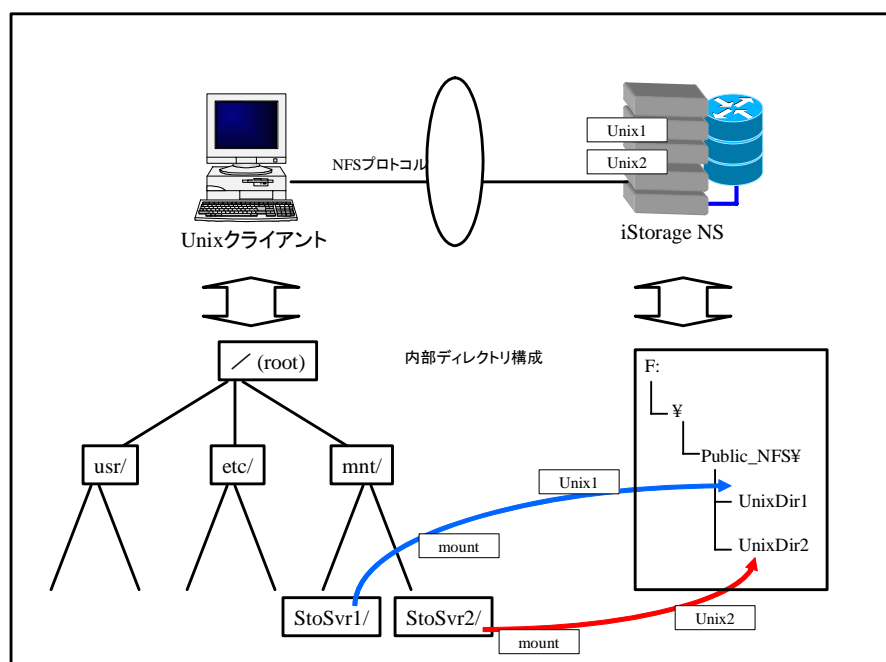 Unix1
NFSプロトコル
Unix2
Unixクライアント
iStorage NS
／ (root)
内部ディレクトリ構成
F:
¥
usr/
etc/
mnt/
Public_NFS¥
Unix1
UnixDir1
mount
UnixDir2
StoSvr1/
StoSvr2/
Unix2
mount